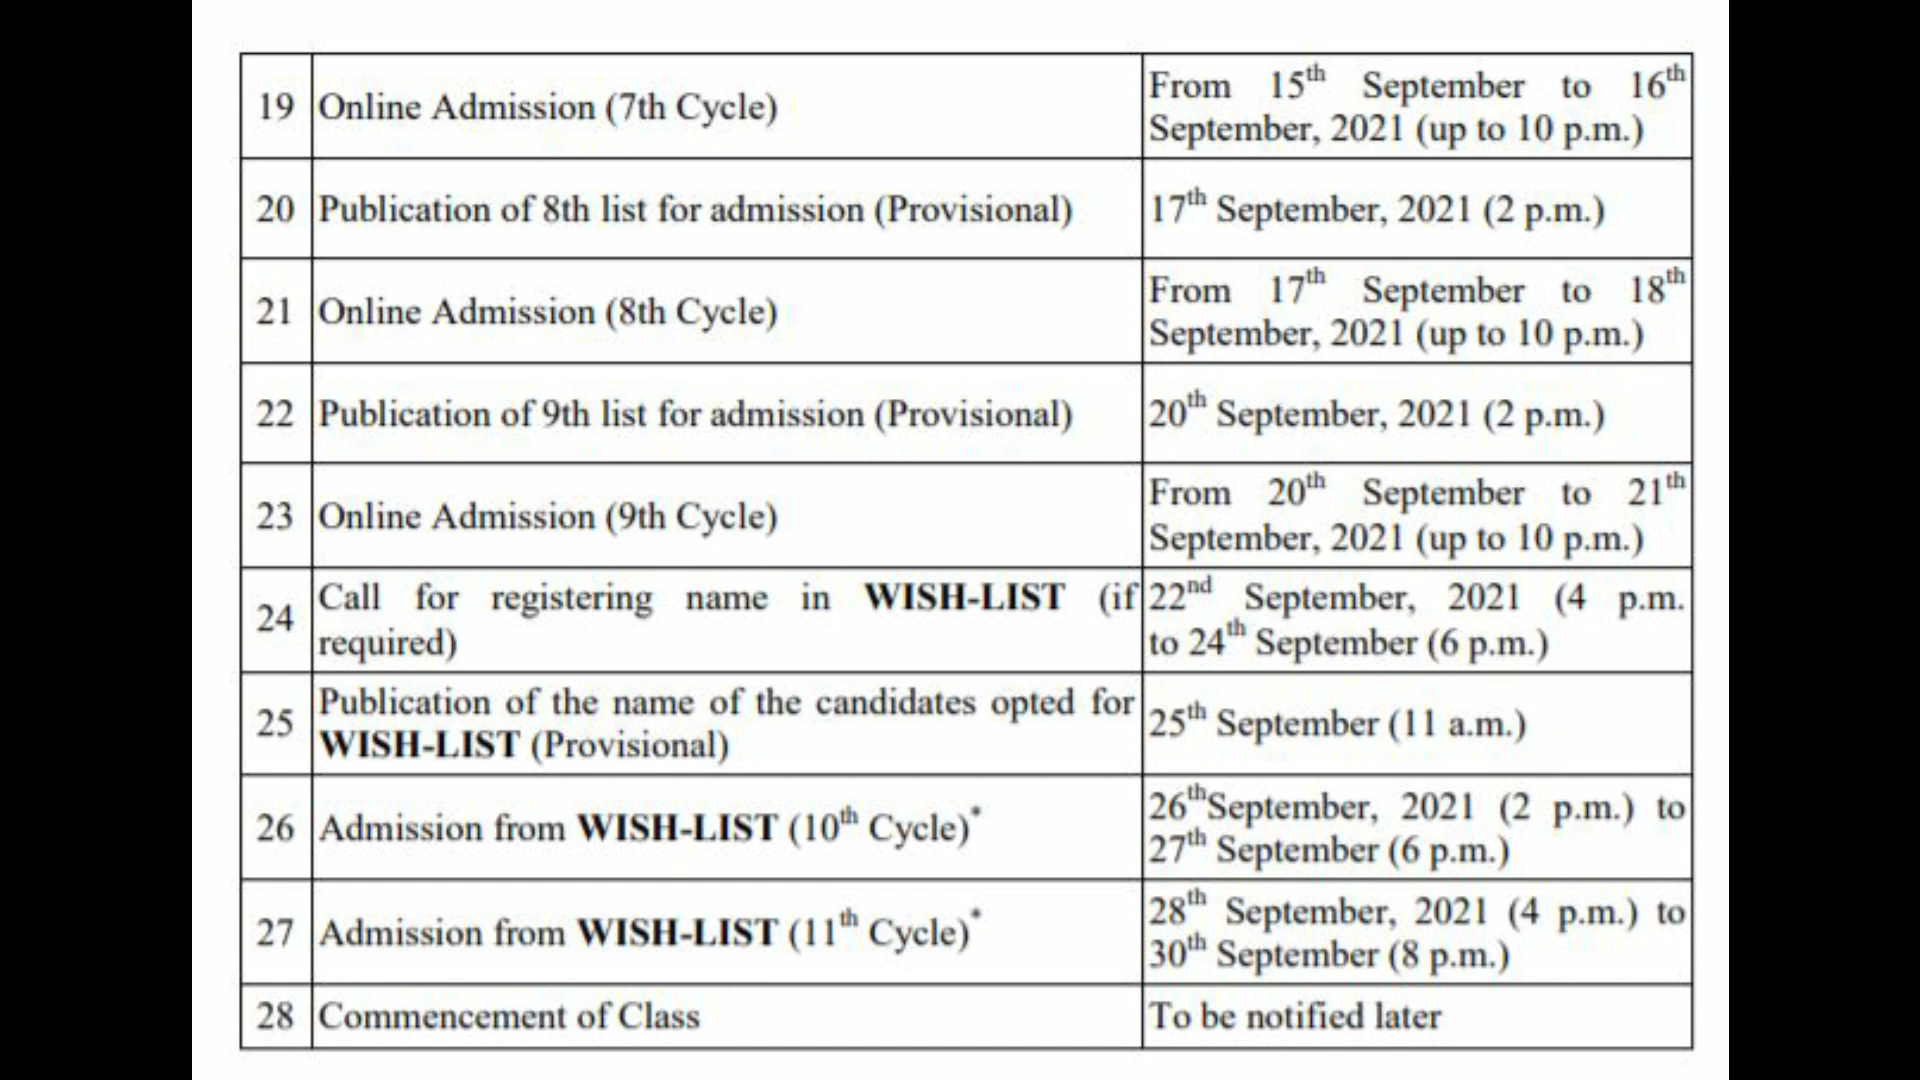 19 Online Admission (7th Cycle) From 15th September to 16th
September, 2021 (up to 10 p.m.)
20 Publication of 8th list for admission (Provisional) 17th September, 2021 (2 p.m.)
21 Online Admission (8th Cycle) From 17th September to 18th
September, 2021 (up to 10 p.m.)
22 Publication of 9th list for admission (Provisional) 20th September, 2021 (2 p.m.)
23 Online Admission (9th Cycle) From 20th September to 21th
September, 2021 (up to 10 p.m.)
24 Call for registering name in WISH-LIST (if
required) 22nd September, 2021 (4 p.m.
to 24th September (6 p.m.)
25 Publication of the name of the candidates opted for
WISH-LIST (Provisional) 25th September (11 a.m.)
26 Admission from WISH-LIST (10th Cycle)* 26thSeptember, 2021 (2 p.m.) to
27th September (6 p.m.)
27 Admission from WISH-LIST (11th Cycle)* 28th September, 2021 (4 p.m.) to
30th September (8 p.m.)
28 Commencement of Class To be notified later